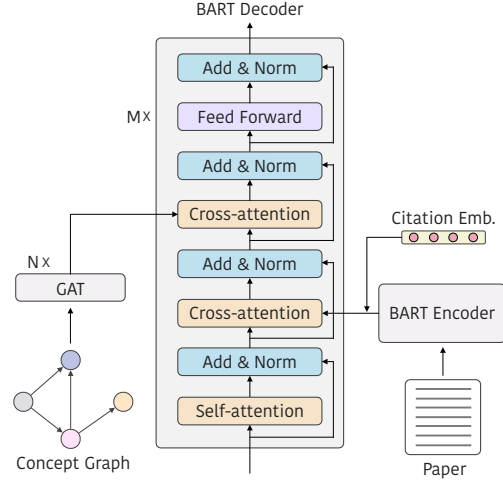 BART Decoder
Add & Norm
M×
Feed Forward
Add & Norm
Cross-attention
Citation Emb.
N×
Add & Norm
GAT
Cross-attention
BART Encoder
Add & Norm
Self-attention
Concept Graph
Paper